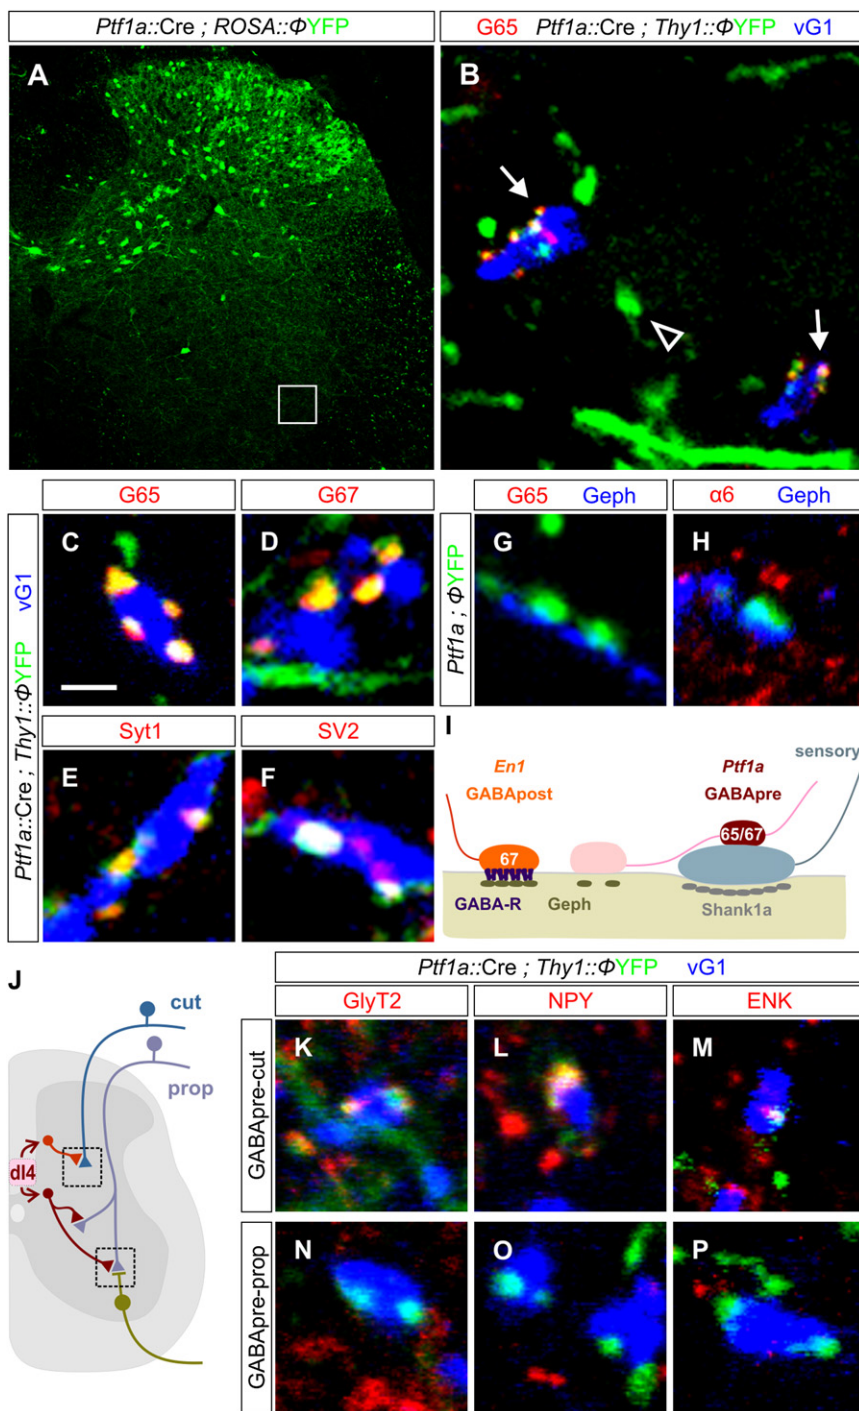 Ptf1a::Cre ; ROSA::ΦYFP
G65 Ptf1a::Cre ; Thy1::ΦYFP vG1
A
B
G65
G67
G65 Geph
α6 Geph
Ptf1a::Cre ; Thy1::ΦYFP vG1
C
D
Ptf1a ; ΦYFP
G
H
Syt1
SV2
E
F
I
En1
GABApost
Ptf1a
GABApre
sensory
67
65/67
GABA-R
Geph
Shank1a
J
cut
prop
dI4
Ptf1a::Cre ; Thy1::ΦYFP vG1
GlyT2
NPY
ENK
GABApre-cut
K
L
M
GABApre-prop
N
O
P